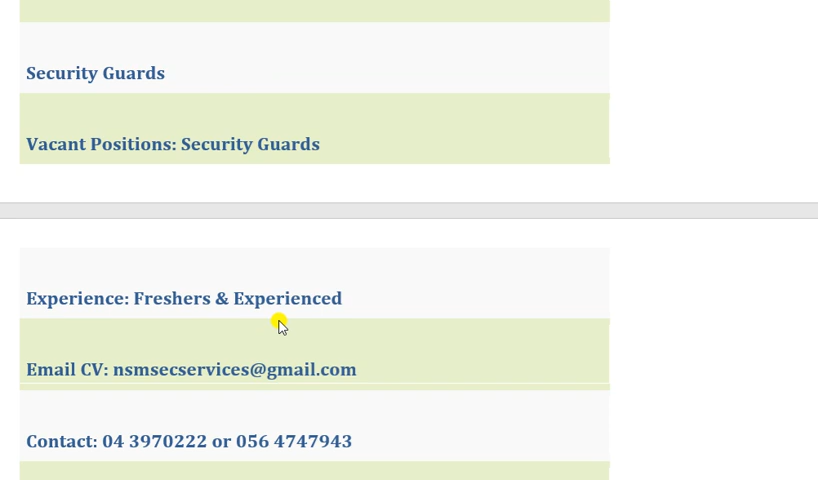 Security Guards
Vacant Positions: Security Guards
Experience: Freshers & Experienced
Email CV: nsmsecservices@gmail.com
Contact: 04 3970222 or 056 4747943